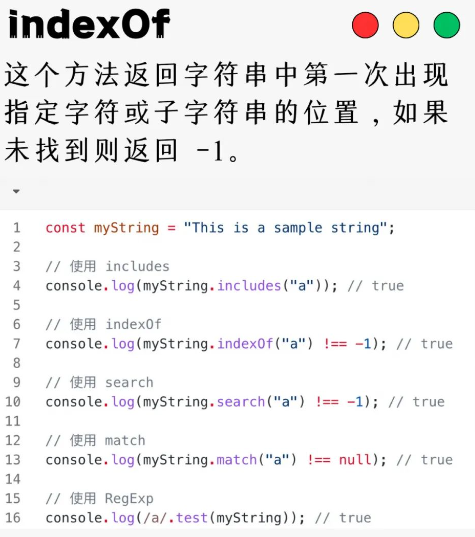 indexOf
这个方法返回字符串中第一次出现
指定字符或子字符串的位置，如果
未找到则返回 -1。
1 const myString = "This is a sample string";
2
3 // 使用 includes
4 console.log(myString.includes("a")); // true
5
6 // 使用 indexOf
7 console.log(myString.indexOf("a") !== -1); // true
8
9 // 使用 search
10 console.log(myString.search("a") !== -1); // true
11
12 // 使用 match
13 console.log(myString.match("a") !== null); // true
14
15 // 使用 RegExp
16 console.log(/a/.test(myString)); // true